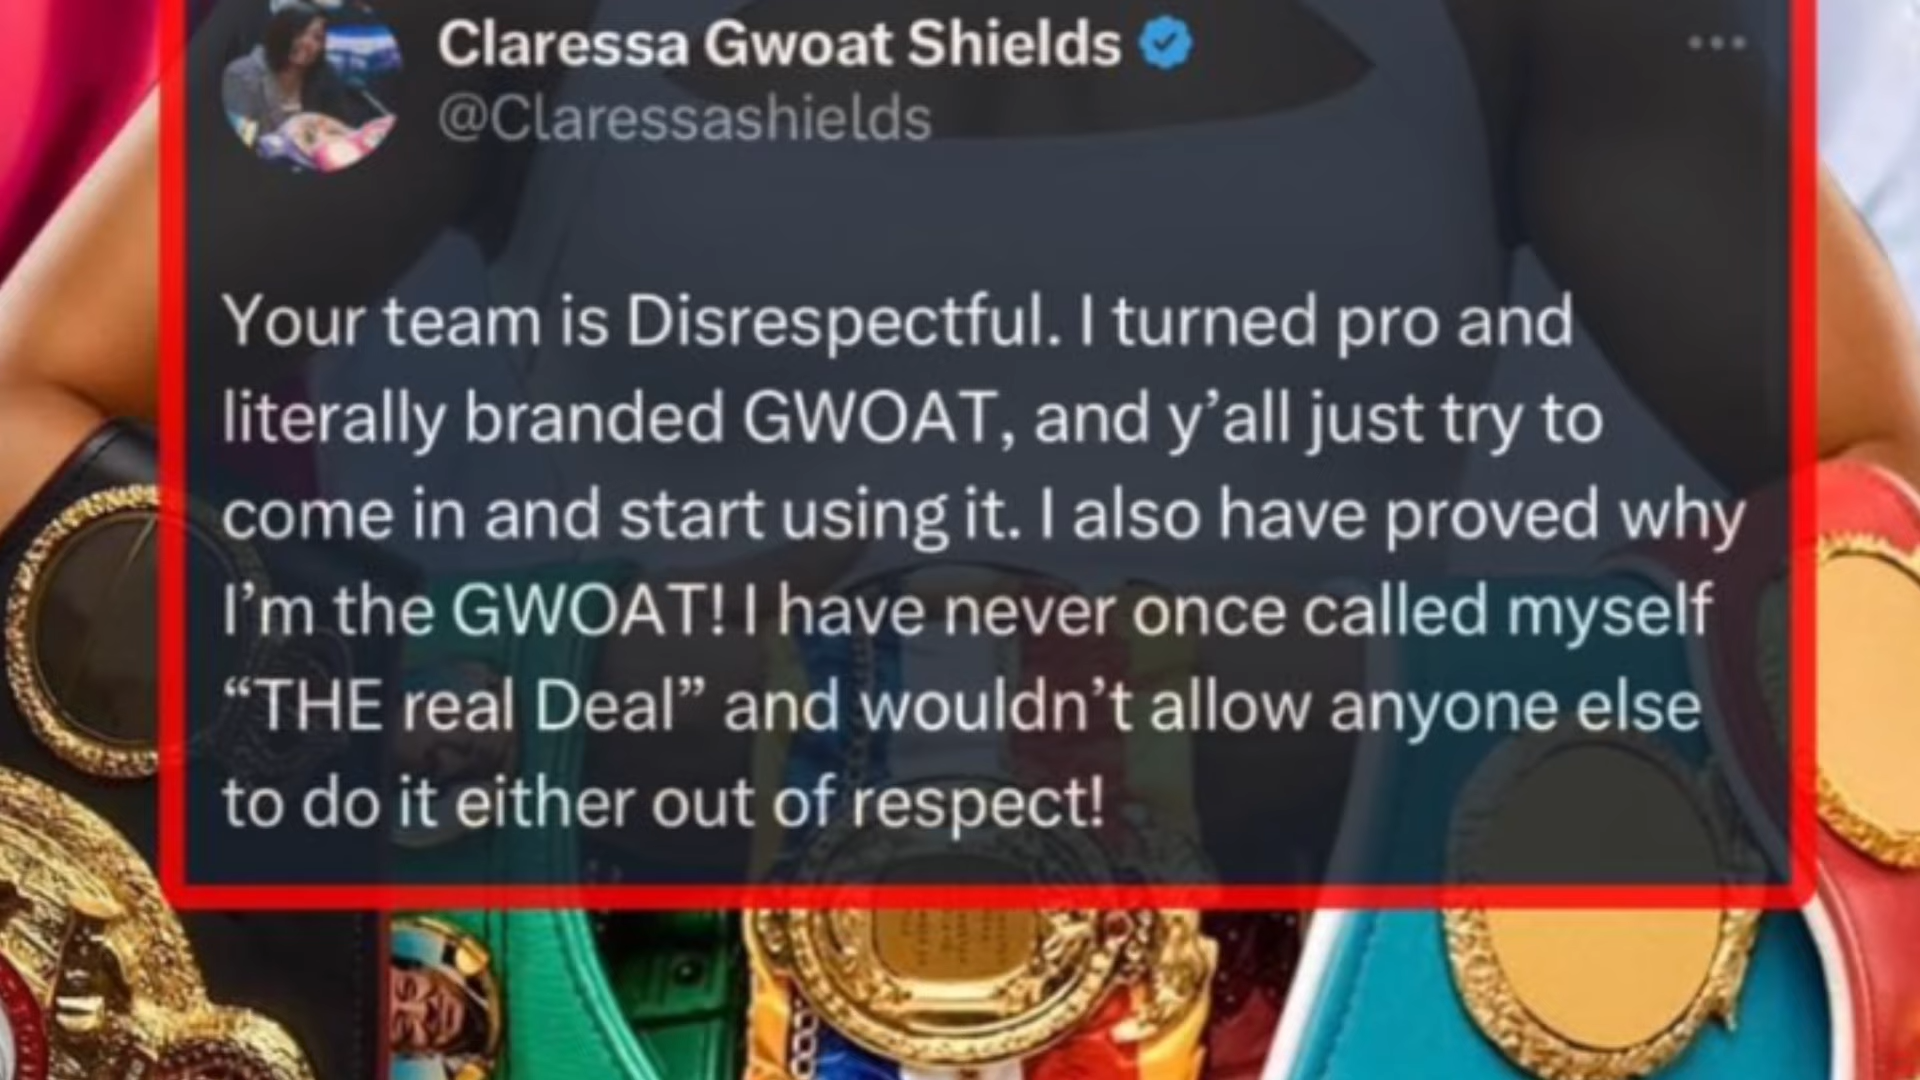 Claressa Gwoat Shields
@Claressashields
Your team is Disrespectful. I turned pro and
literally branded GWOAT, and y’all just try to
come in and start using it. I also have proved why
I’m the GWOAT! I have never once called myself
“THE real Deal” and wouldn’t allow anyone else
to do it either out of respect!